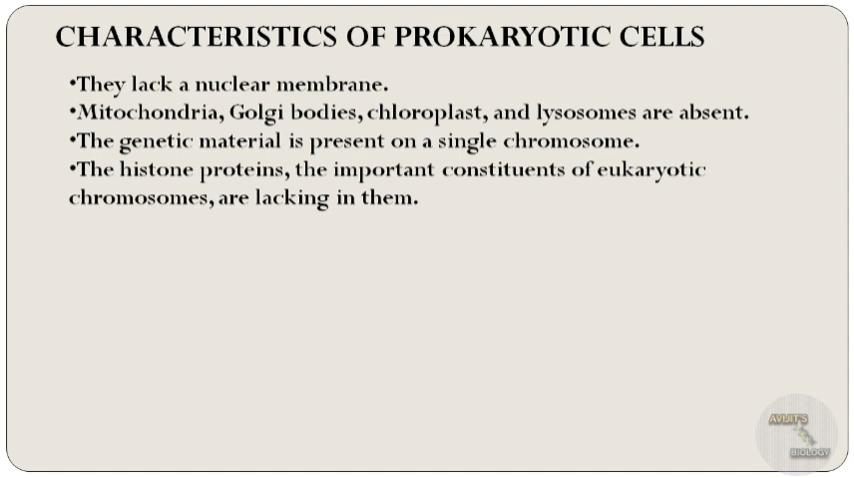 CHARACTERISTICS OF PROKARYOTIC CELLS
•They lack a nuclear membrane.
•Mitochondria, Golgi bodies, chloroplast, and lysosomes are absent.
•The genetic material is present on a single chromosome.
•The histone proteins, the important constituents of eukaryotic
chromosomes, are lacking in them.
AVIJIT'S
BIOLOGY